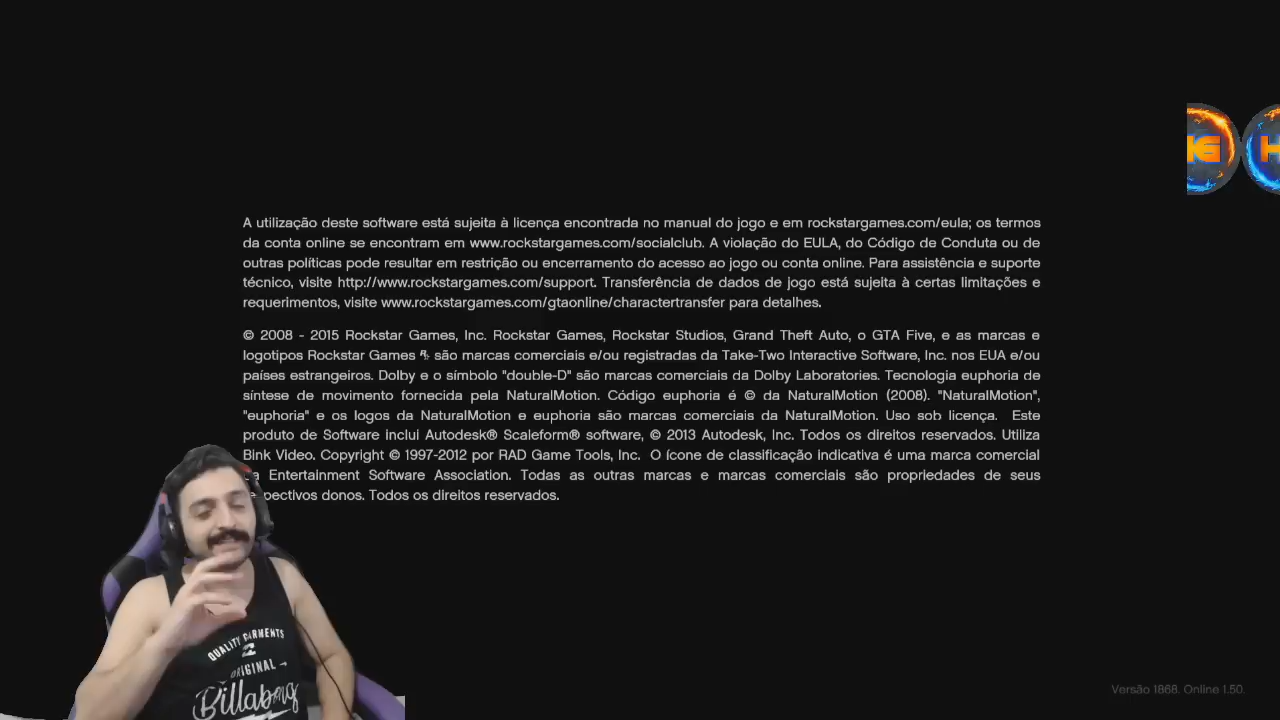 A utilização deste software está sujeita à licença encontrada no manual do jogo e em rockstargames.com/eula; os termos
da conta online se encontram em www.rockstargames.com/socialclub. A violação do EULA, do Código de Conduta ou de
outras políticas pode resultar em restrição ou encerramento do acesso ao jogo ou conta online. Para assistência e suporte
técnico, visite http://www.rockstargames.com/support. Transferência de dados de jogo está sujeita à certas limitações e
requerimentos, visite www.rockstargames.com/gtaonline/charactertransfer para detalhes.
© 2008 - 2015 Rockstar Games, Inc. Rockstar Games, Rockstar Studios, Grand Theft Auto, o GTA Five, e as marcas e
logotipos Rockstar Games são marcas comerciais e/ou registradas da Take-Two Interactive Software, Inc. nos EUA e/ou
países estrangeiros. Dolby e o símbolo "double-D" são marcas comerciais da Dolby Laboratories. Tecnologia euphoria de
síntese de movimento fornecida pela NaturalMotion. Código euphoria é © da NaturalMotion (2008). "NaturalMotion",
"euphoria" e os logos da NaturalMotion e euphoria são marcas comerciais da NaturalMotion. Uso sob licença. Este
produto de Software inclui Autodesk® Scaleform® software, © 2013 Autodesk, Inc. Todos os direitos reservados. Utiliza
Bink Video. Copyright © 1997-2012 por RAD Game Tools, Inc. O ícone de classificação indicativa é uma marca comercial
Entertainment Software Association. Todas as outras marcas e marcas comerciais são propriedades de seus
donos. Todos os direitos reservados.
QUALITY GARMENTS
ORIGINAL
Billabong
Versão 1868. Online 1.50.